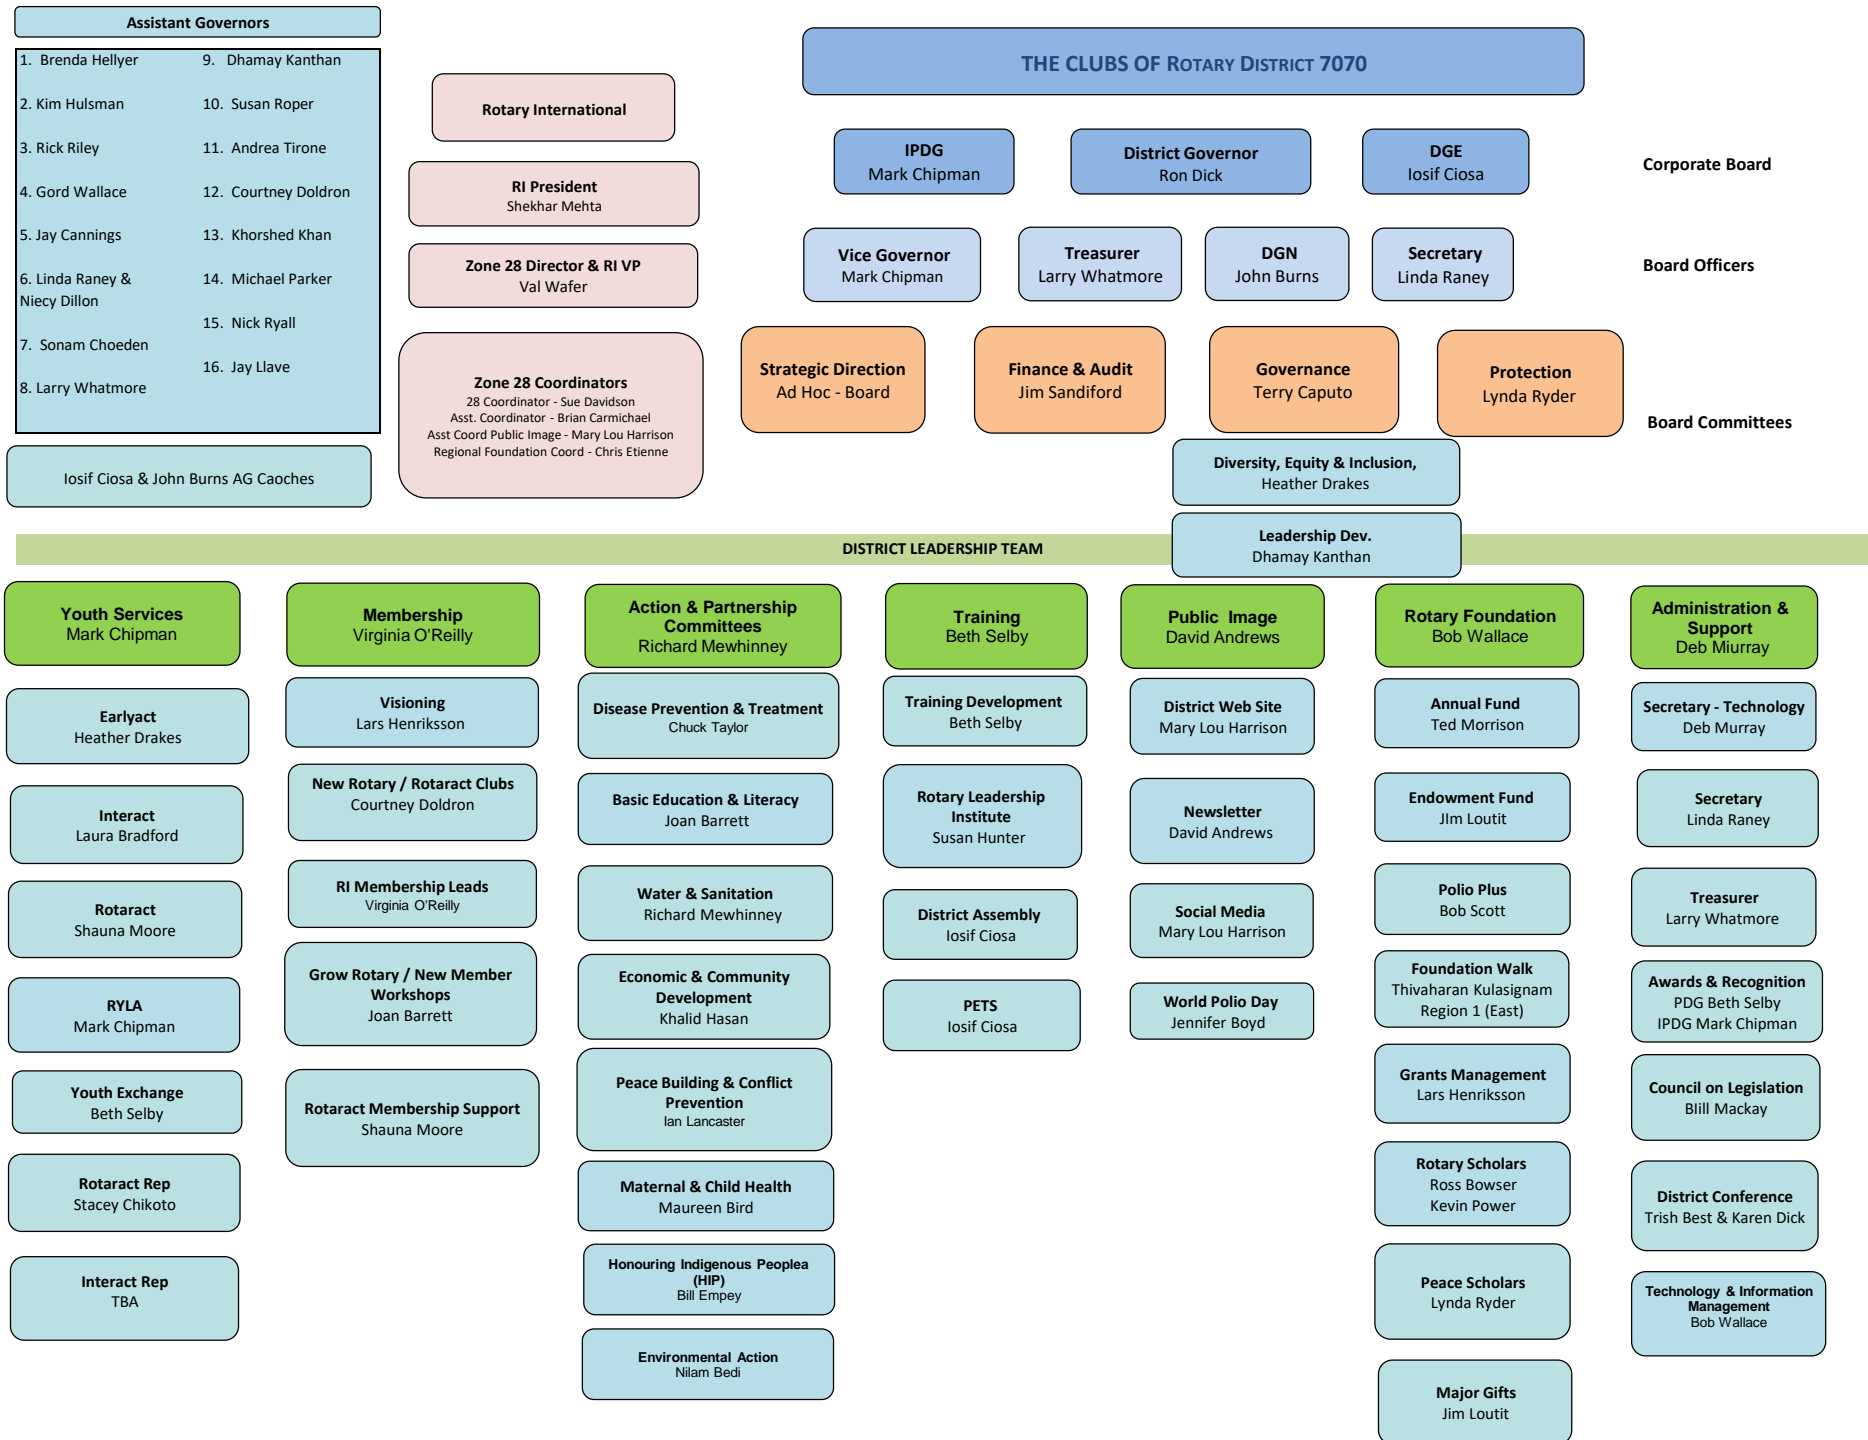 Assistant Governors
1. Brenda Hellyer
2. Kim Hulsman
3. Rick Riley
4. Gord Wallace
5. Jay Cannings
6. Linda Raney &
Niecy Dillon
7. Sonam Choeden
8. Larry Whatmore
9. Dhamay Kanthan
10. Susan Roper
11. Andrea Tirone
12. Courtney Doldron
13. Khorshed Khan
14. Michael Parker
15. Nick Ryall
16. Jay Llave
Iosif Ciosa & John Burns AG Caoches
Rotary International
RI President
Shekhar Mehta
Zone 28 Director & RI VP
Val Wafer
Zone 28 Coordinators
28 Coordinator - Sue Davidson
Asst. Coordinator - Brian Carmichael
Asst Coord Public Image - Mary Lou Harrison
Regional Foundation Coord - Chris Etienne
THE CLUBS OF ROTARY DISTRICT 7070
IPDG
Mark Chipman
District Governor
Ron Dick
DGE
Iosif Ciosa
Corporate Board
Vice Governor
Mark Chipman
Treasurer
Larry Whatmore
DGN
John Burns
Secretary
Linda Raney
Board Officers
Strategic Direction
Ad Hoc - Board
Finance & Audit
Jim Sandiford
Governance
Terry Caputo
Protection
Lynda Ryder
Board Committees
Diversity, Equity & Inclusion,
Heather Drakes
Leadership Dev.
Dhamay Kanthan
DISTRICT LEADERSHIP TEAM
Youth Services
Mark Chipman
Earlyact
Heather Drakes
Interact
Laura Bradford
Rotaract
Shauna Moore
RYLA
Mark Chipman
Youth Exchange
Beth Selby
Rotaract Rep
Stacey Chikoto
Interact Rep
TBA
Membership
Virginia O'Reilly
Visioning
Lars Henriksson
New Rotary / Rotaract Clubs
Courtney Doldron
RI Membership Leads
Virginia O'Reilly
Grow Rotary / New Member
Workshops
Joan Barrett
Rotaract Membership Support
Shauna Moore
Action & Partnership
Committees
Richard Mewhinney
Disease Prevention & Treatment
Chuck Taylor
Basic Education & Literacy
Joan Barrett
Water & Sanitation
Richard Mewhinney
Economic & Community
Development
Khalid Hasan
Peace Building & Conflict
Prevention
Ian Lancaster
Maternal & Child Health
Maureen Bird
Honouring Indigenous Peoplea
(HIP)
Bill Empey
Environmental Action
Nilam Bedi
Training
Beth Selby
Training Development
Beth Selby
Rotary Leadership
Institute
Susan Hunter
District Assembly
Iosif Ciosa
PETS
Iosif Ciosa
Public Image
David Andrews
District Web Site
Mary Lou Harrison
Newsletter
David Andrews
Social Media
Mary Lou Harrison
World Polio Day
Jennifer Boyd
Rotary Foundation
Bob Wallace
Annual Fund
Ted Morrison
Endowment Fund
JIm Loutit
Polio Plus
Bob Scott
Foundation Walk
Thivaharan Kulasignam
Region 1 (East)
Grants Management
Lars Henriksson
Rotary Scholars
Ross Bowser
Kevin Power
Peace Scholars
Lynda Ryder
Major Gifts
Jim Loutit
Administration &
Support
Deb Miurray
Secretary - Technology
Deb Murray
Secretary
Linda Raney
Treasurer
Larry Whatmore
Awards & Recognition
PDG Beth Selby
IPDG Mark Chipman
Council on Legislation
BIill Mackay
District Conference
Trish Best & Karen Dick
Technology & Information
Management
Bob Wallace